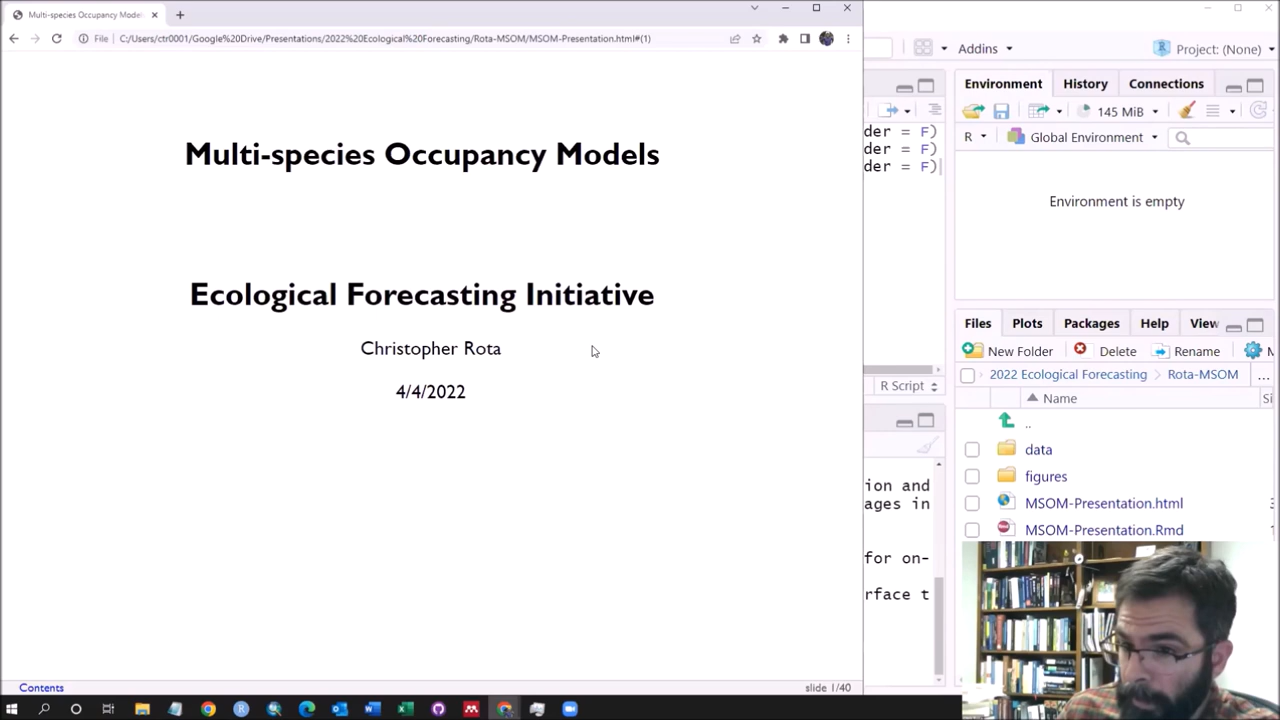 Multi-species Occupancy Mode
File
C:/Users/ctr0001/Google%20Drive/Presentations/2022%20Ecological%20Forecasting/Rota-MSOM/MSOM-Presentation.html#(1)
Multi-species Occupancy Models
Ecological Forecasting Initiative
Christopher Rota
4/4/2022
Contents
slide 1/40
Addins
Project: (None)
der = F)
der = F)
der = F)
R Script
ion and
ages in
for on-
rface t
Environment
History
Connections
145 MiB
R
Global Environment
Environment is empty
Files
Plots
Packages
Help
View
New Folder
Delete
Rename
M
2022 Ecological Forecasting > Rota-MSOM
...
Name
Si
..
data
figures
MSOM-Presentation.html
MSOM-Presentation.Rmd